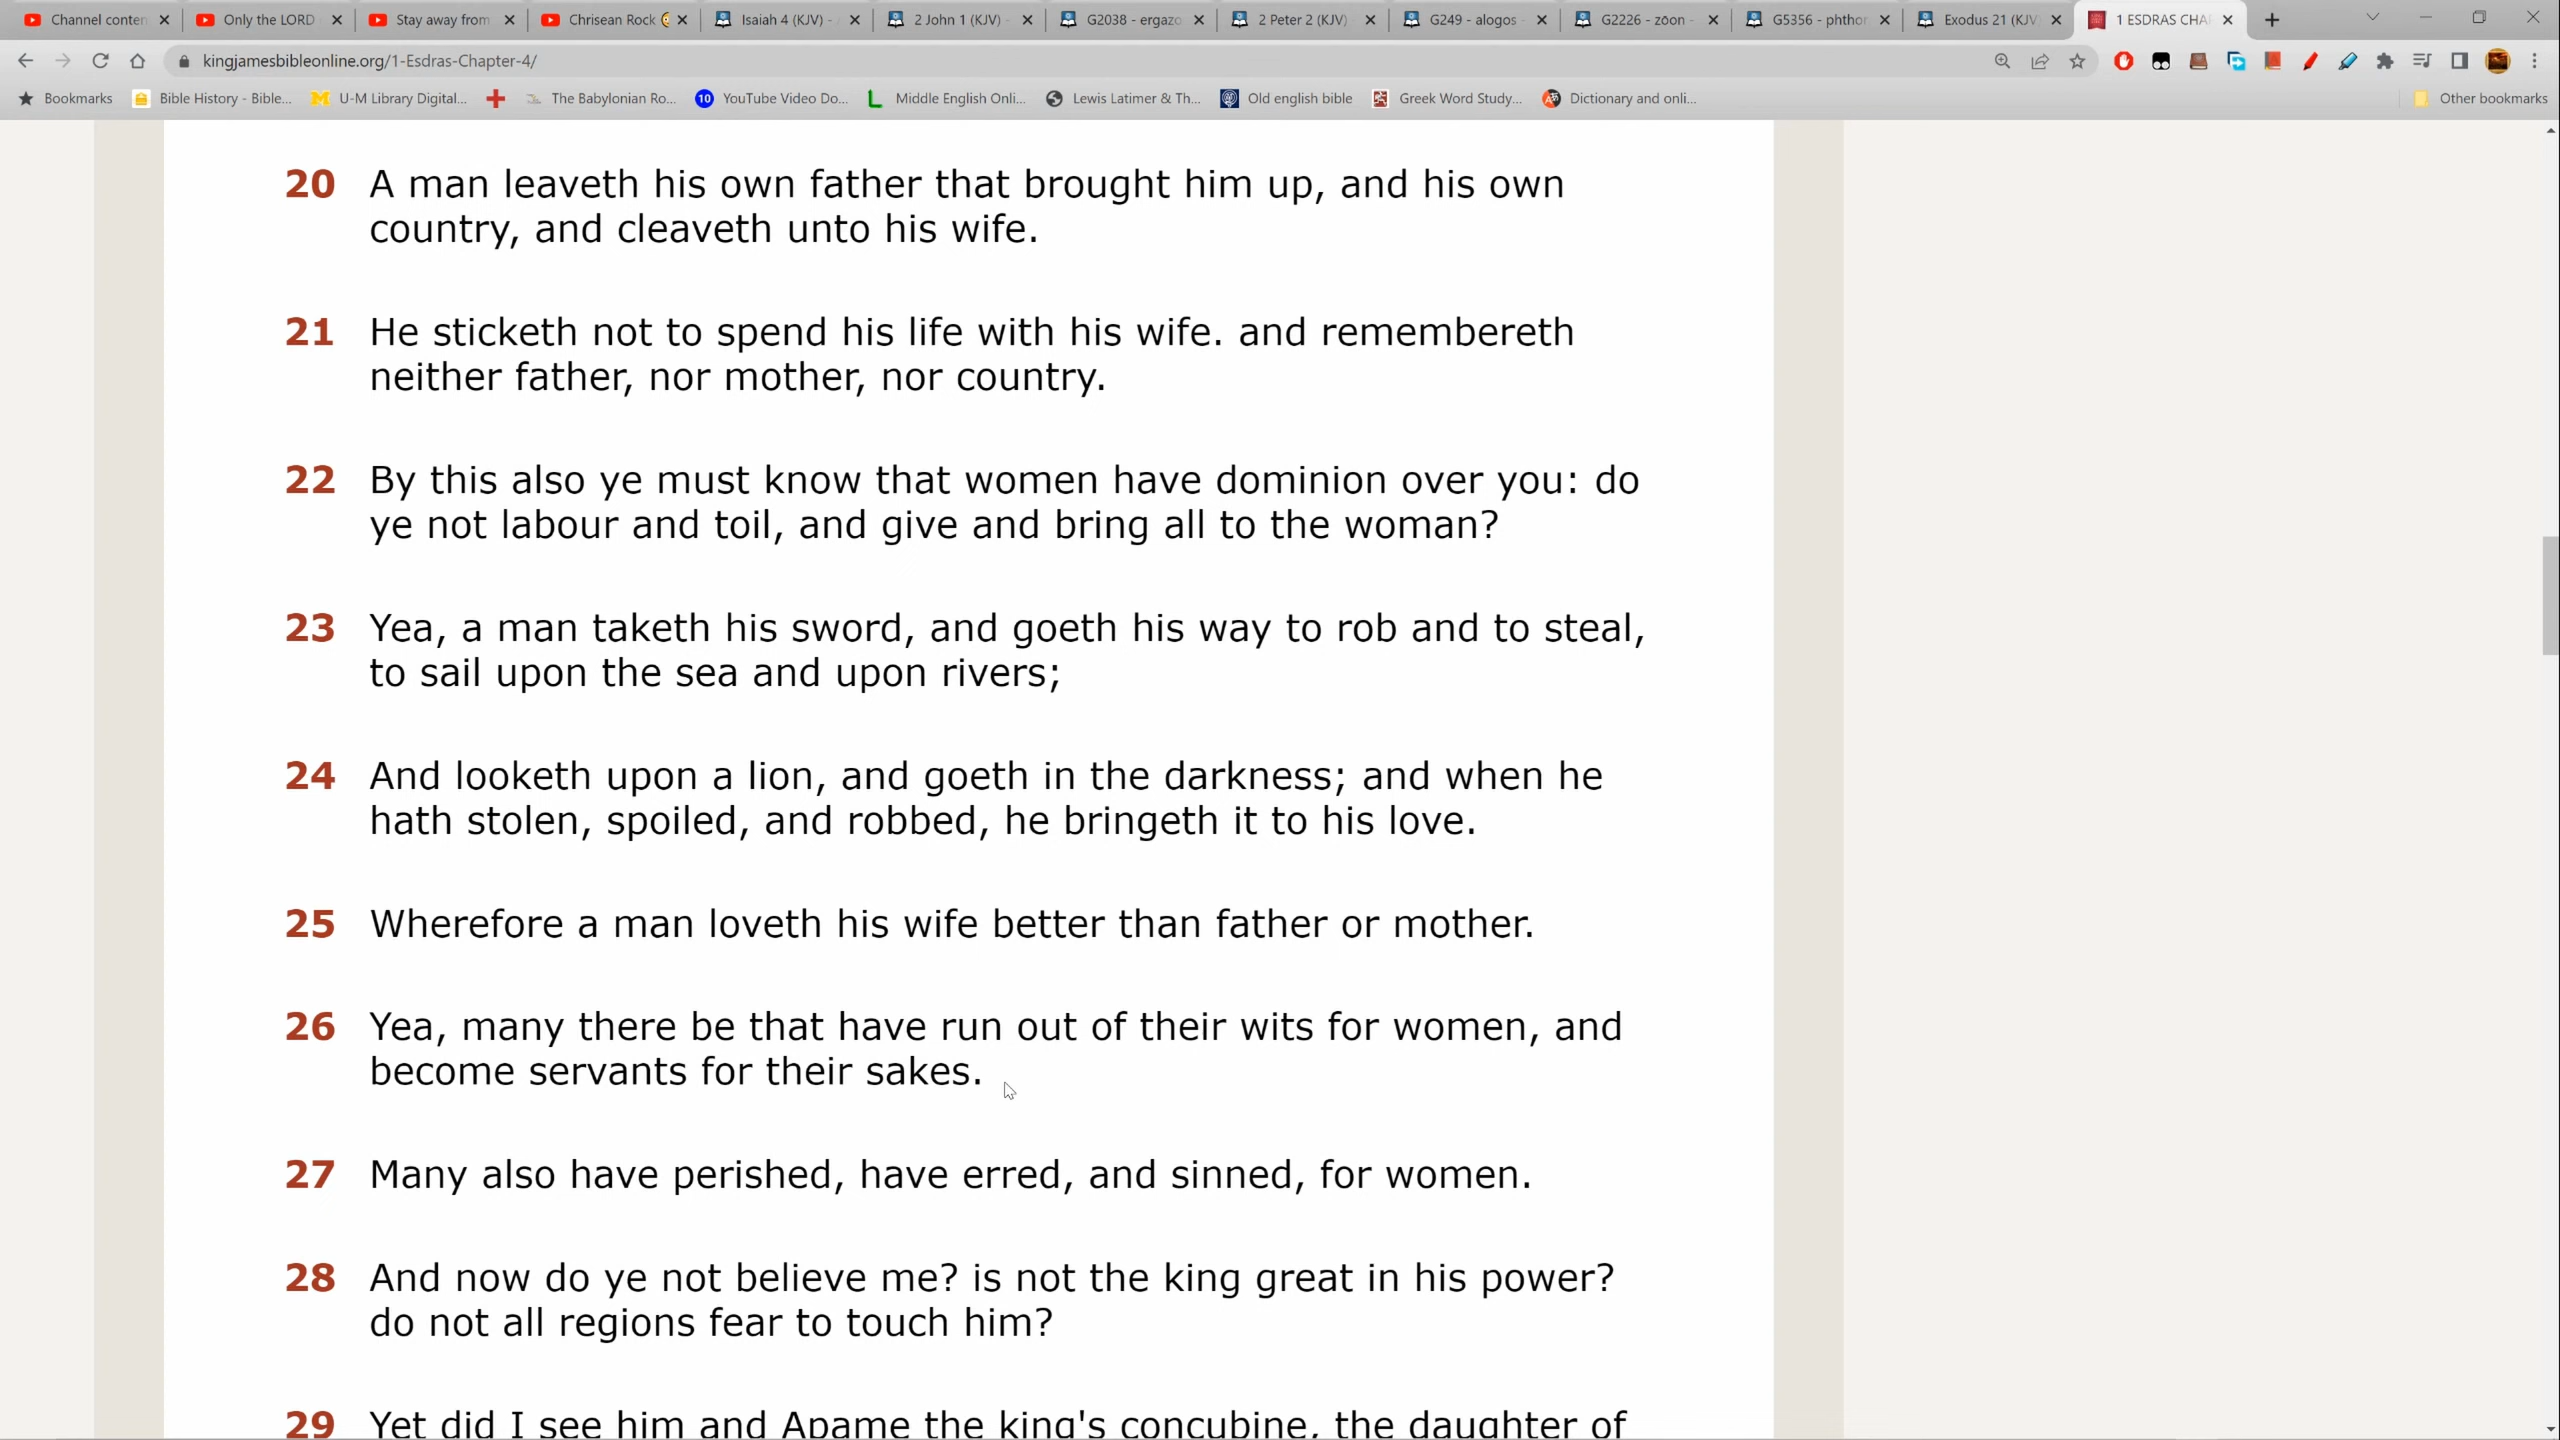 Channel conten
Only the LORD
Stay away from
Chrisean Rock
Isaiah 4 (KJV) -
2 John 1 (KJV) -
G2038 - ergazo
2 Peter 2 (KJV)
G249 - alogos -
G2226 - zōon -
G5356 - phthor
Exodus 21 (KJV
1 ESDRAS CHA
kingjamesbibleonline.org/1-Esdras-Chapter-4/
Bookmarks
Bible History - Bible...
U-M Library Digital...
The Babylonian Ro...
10
YouTube Video Do...
Middle English Onli...
Lewis Latimer & Th...
Old english bible
Greek Word Study...
Dictionary and onli...
Other bookmarks
20 A man leaveth his own father that brought him up, and his own
country, and cleaveth unto his wife.
21 He sticketh not to spend his life with his wife. and remembereth
neither father, nor mother, nor country.
22 By this also ye must know that women have dominion over you: do
ye not labour and toil, and give and bring all to the woman?
23 Yea, a man taketh his sword, and goeth his way to rob and to steal,
to sail upon the sea and upon rivers;
24 And looketh upon a lion, and goeth in the darkness; and when he
hath stolen, spoiled, and robbed, he bringeth it to his love.
25 Wherefore a man loveth his wife better than father or mother.
26 Yea, many there be that have run out of their wits for women, and
become servants for their sakes.
27 Many also have perished, have erred, and sinned, for women.
28 And now do ye not believe me? is not the king great in his power?
do not all regions fear to touch him?
29 Yet did I see him and Apame the king's concubine, the daughter of